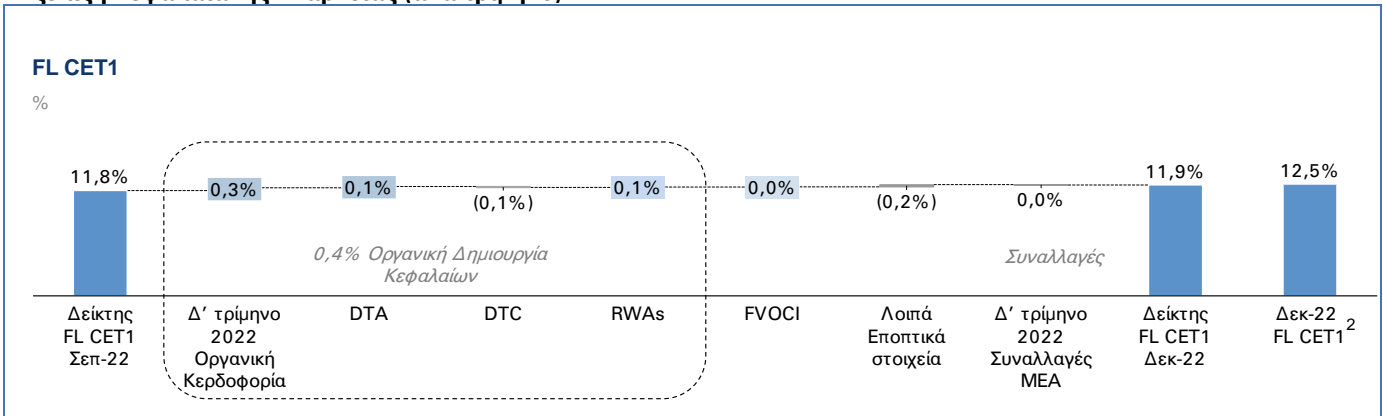 FL CET1
%
11,8%
0,3%
0,1%
(0,1%)
0,1%
0,0%
(0,2%)
0,0%
11,9%
12,5%
0,4% Οργανική Δημιουργία
Κεφαλαίων
Συναλλαγές
Δείκτης
FL CET1
Σεπ-22
Δ’ τρίμηνο
2022
Οργανική
Κερδοφορία
DTA
DTC
RWAs
FVOCI
Λοιπά
Εποπτικά
στοιχεία
Δ’ τρίμηνο
2022
Συναλλαγές
ΜΕΑ
Δείκτης
FL CET1
Δεκ-22
Δεκ-22
FL CET1 2